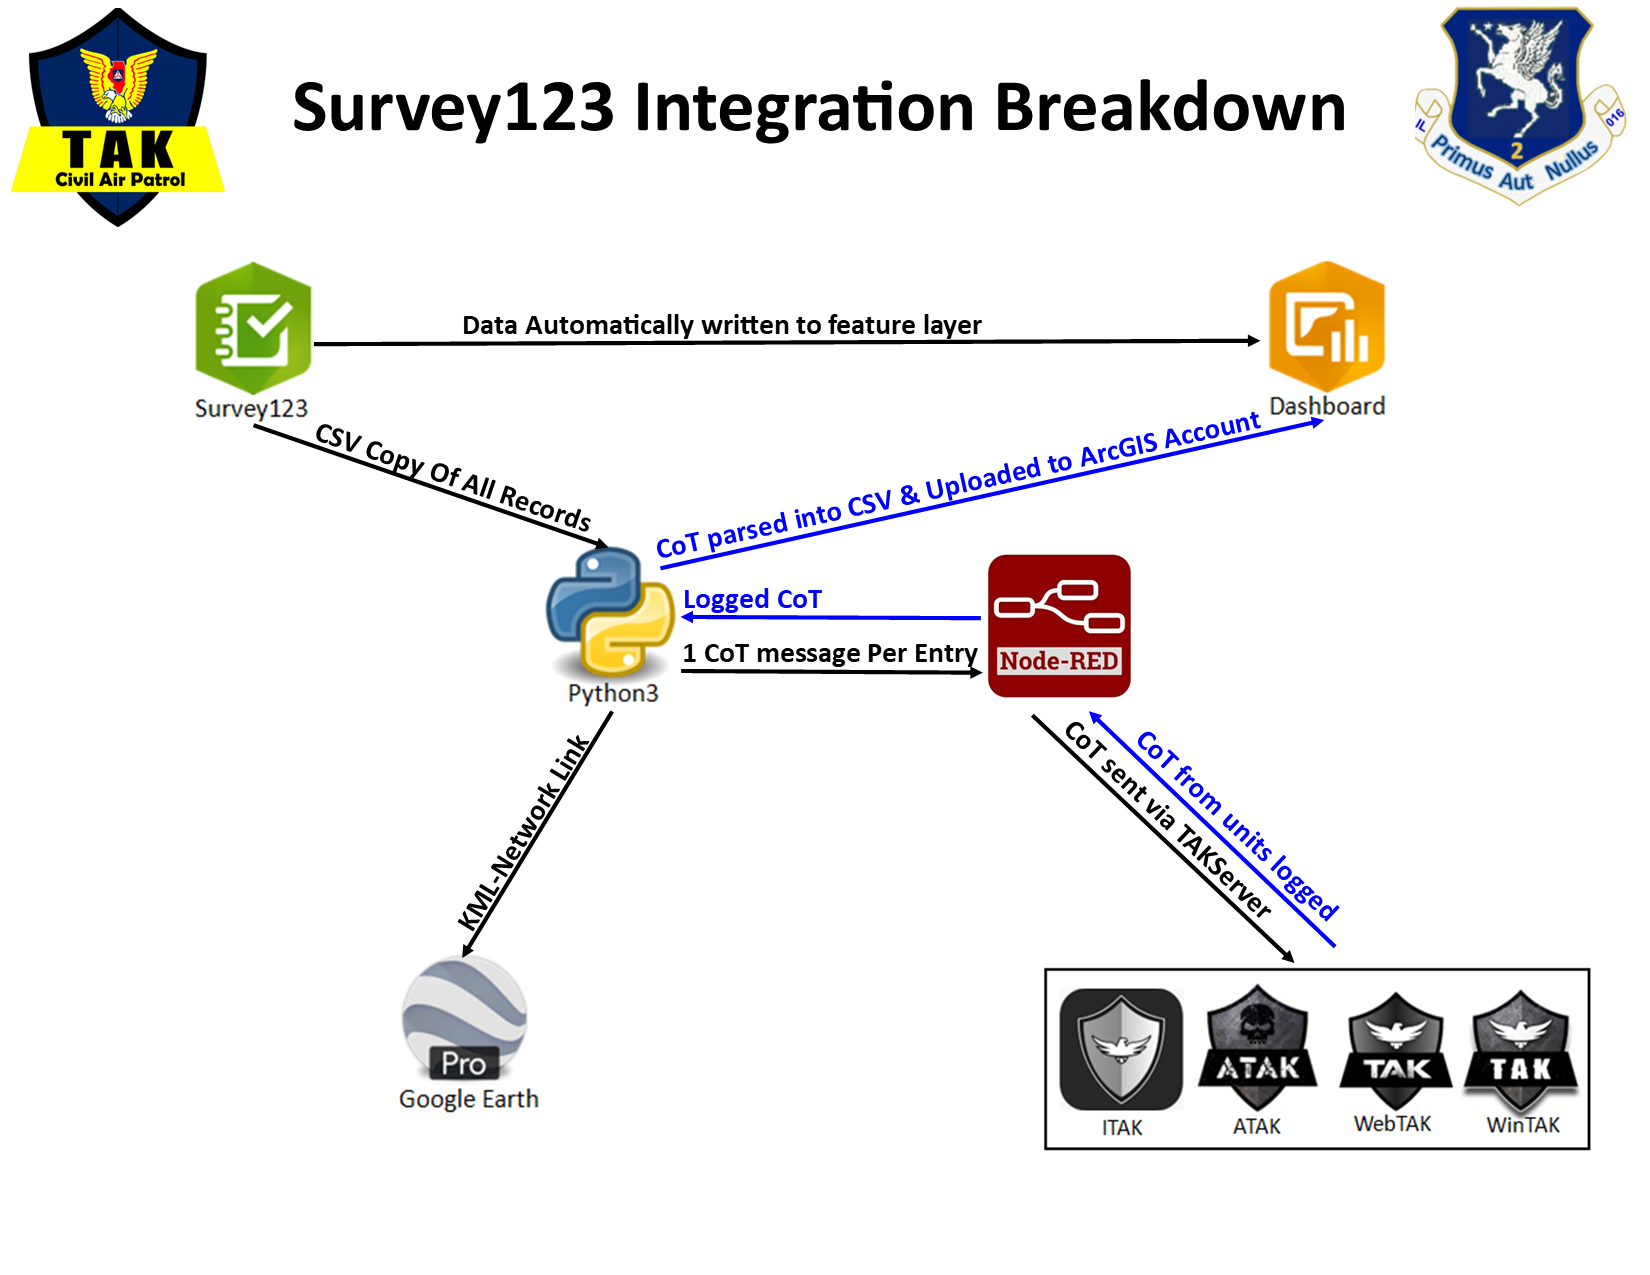 Survey123 Integration Breakdown
TAK
Civil Air Patrol
IL
016
2
Primus Aut Nullus
Data Automatically written to feature layer
Survey123
Dashboard
CSV Copy Of All Records
CoT parsed into CSV & Uploaded to ArcGIS Account
Logged CoT
1 CoT message Per Entry
Node-RED
Python3
KML-Network Link
CoT sent via TAKServer
CoT from units logged
Pro
Google Earth
ATAK
TAK
TAK
ITAK
ATAK
WebTAK
WinTAK